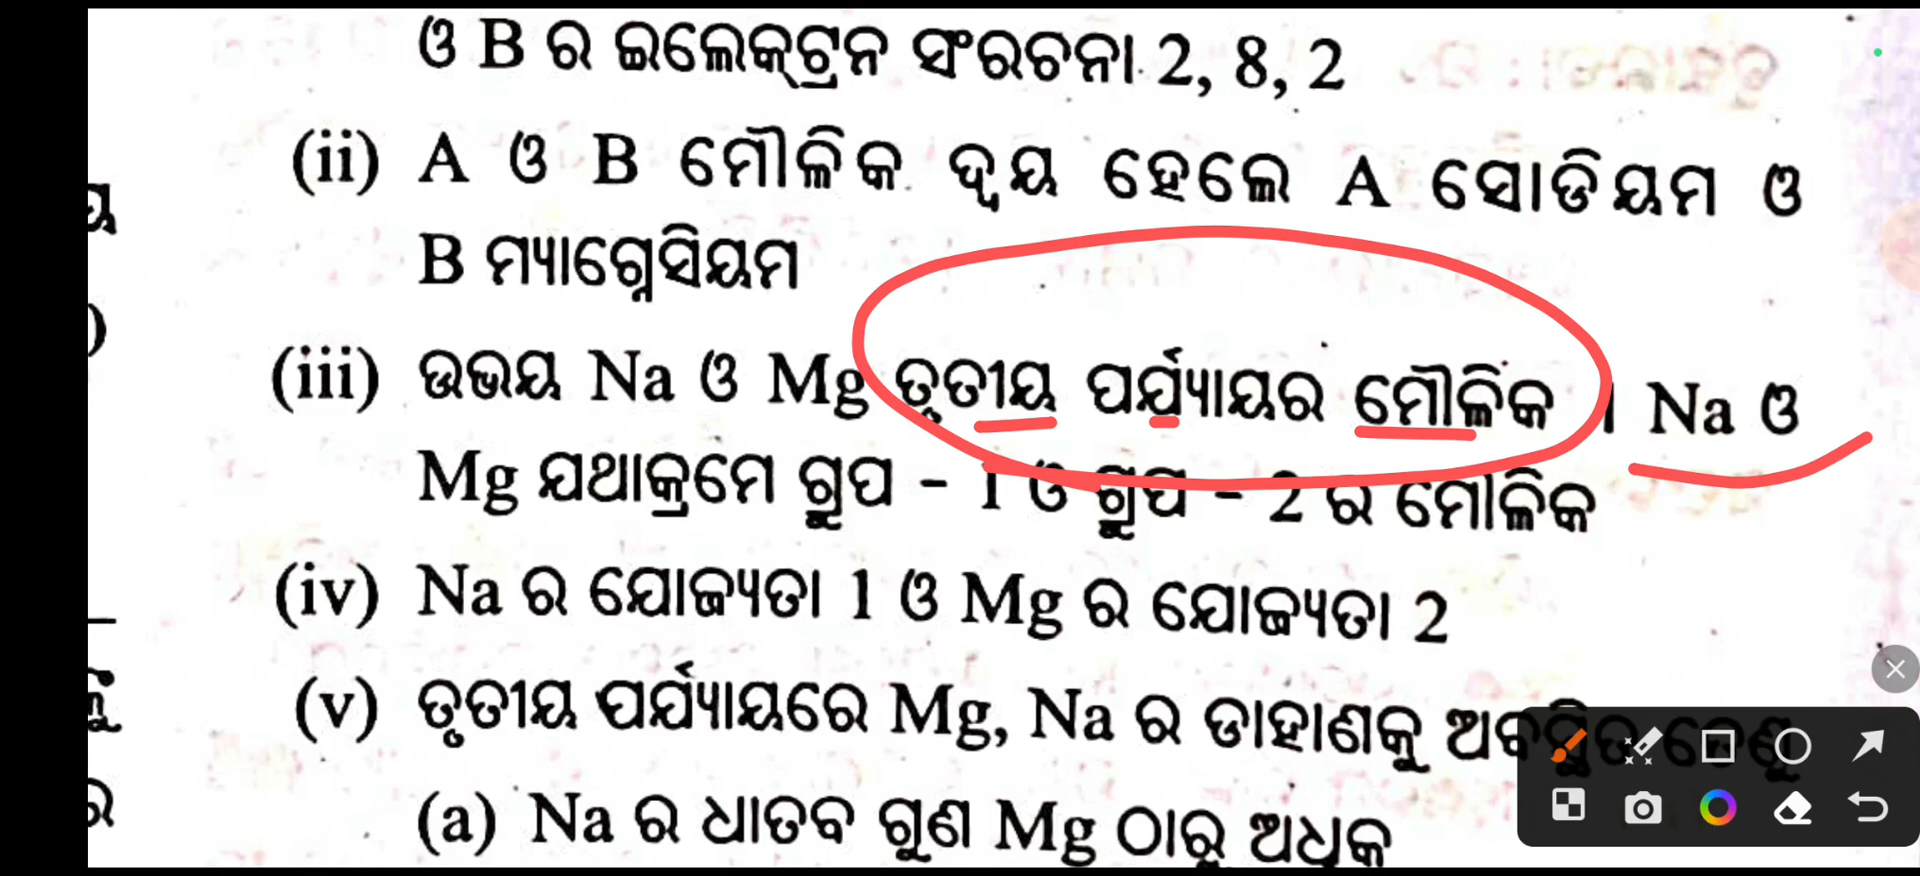 ଓ B ର ଇଲେକ୍ଟ୍ରନ ସଂରଚନା 2, 8, 2
(ii) A ଓ B ମୌଳିକ ଦ୍ୱୟ ହେଲେ A ସୋଡିୟମ ଓ
B ମ୍ୟାଗ୍ନେସିୟମ
(iii) ଉଭୟ Na ଓ Mg ତୃତୀୟ ପର୍ଯ୍ୟାୟର ମୌଳିକ । Na ଓ
Mg ଯଥାକ୍ରମେ ଗ୍ରୁପ - 1 ଓ ଗ୍ରୁପ - 2 ର ମୌଳିକ
(iv) Na ର ଯୋଜ୍ୟତା 1 ଓ Mg ର ଯୋଜ୍ୟତା 2
(v) ତୃତୀୟ ପର୍ଯ୍ୟାୟରେ Mg, Na ର ଡାହାଣକୁ ଅବସ୍ଥିତ ତେଣୁ
(a) Na ର ଧାତବ ଗୁଣ Mg ଠାରୁ ଅଧିକ